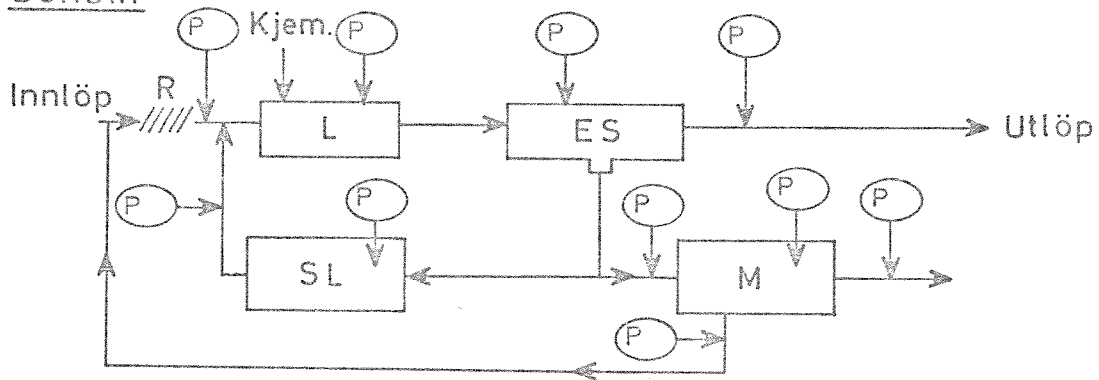 P Kjem. P P P
Innlöp R L ES Utlöp
P P P P P
SL M
P